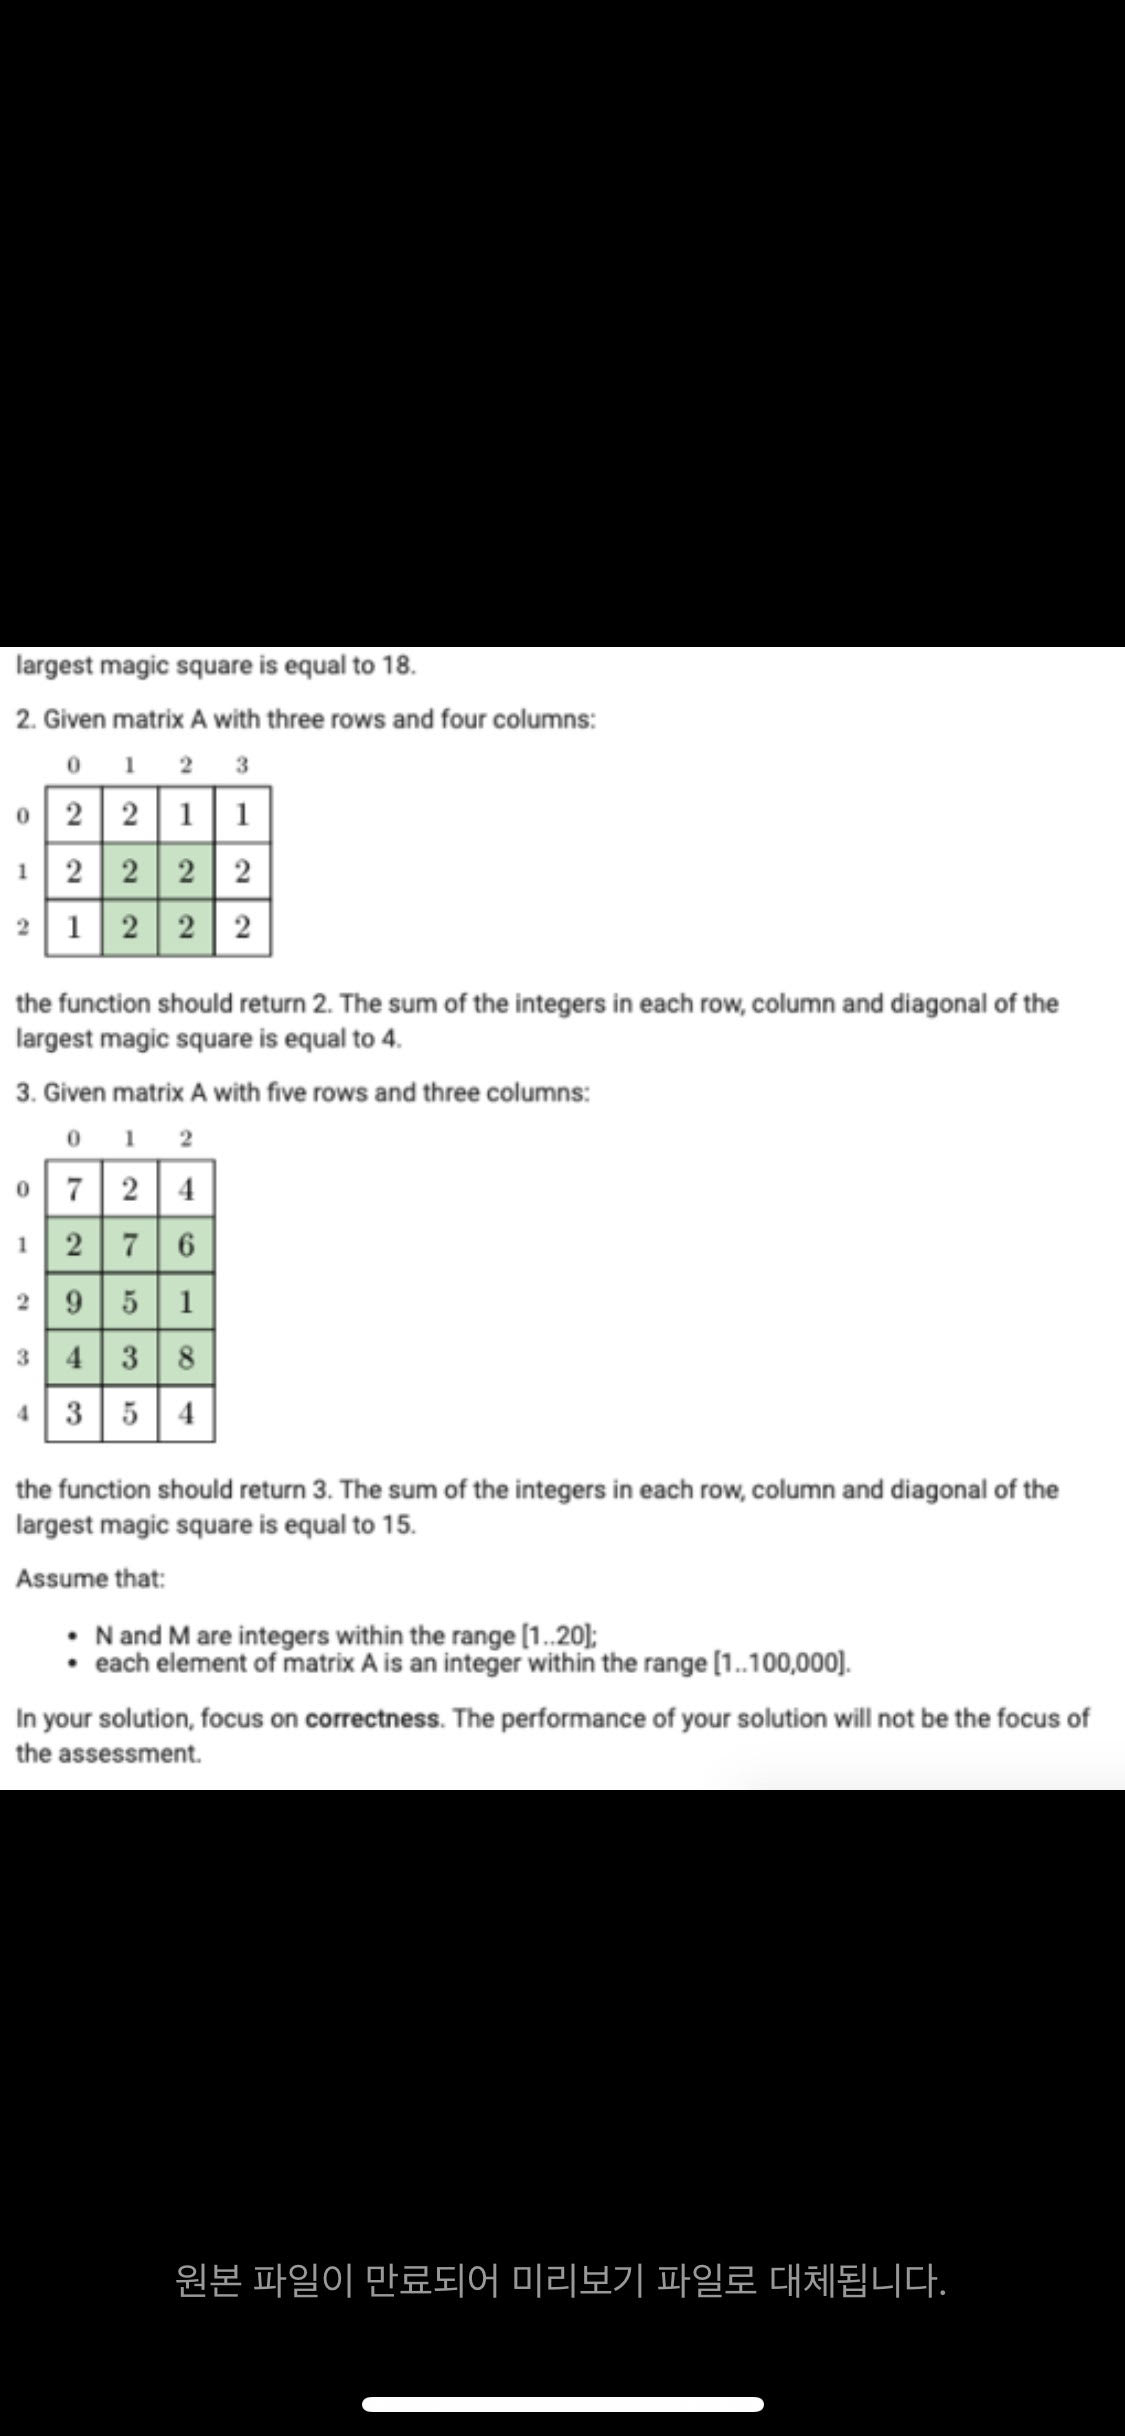 largest magic square is equal to 18.
2. Given matrix A with three rows and four columns:
0 1 2 3
0 2 2 1 1
1 2 2 2 2
2 1 2 2 2
the function should return 2. The sum of the integers in each row, column and diagonal of the
largest magic square is equal to 4.
3. Given matrix A with five rows and three columns:
0 1 2
0 7 2 4
1 2 7 6
2 9 5 1
3 4 3 8
4 3 5 4
the function should return 3. The sum of the integers in each row, column and diagonal of the
largest magic square is equal to 15.
Assume that:
• N and M are integers within the range [1..20];
• each element of matrix A is an integer within the range [1..100,000].
In your solution, focus on correctness. The performance of your solution will not be the focus of
the assessment.
원본 파일이 만료되어 미리보기 파일로 대체됩니다.